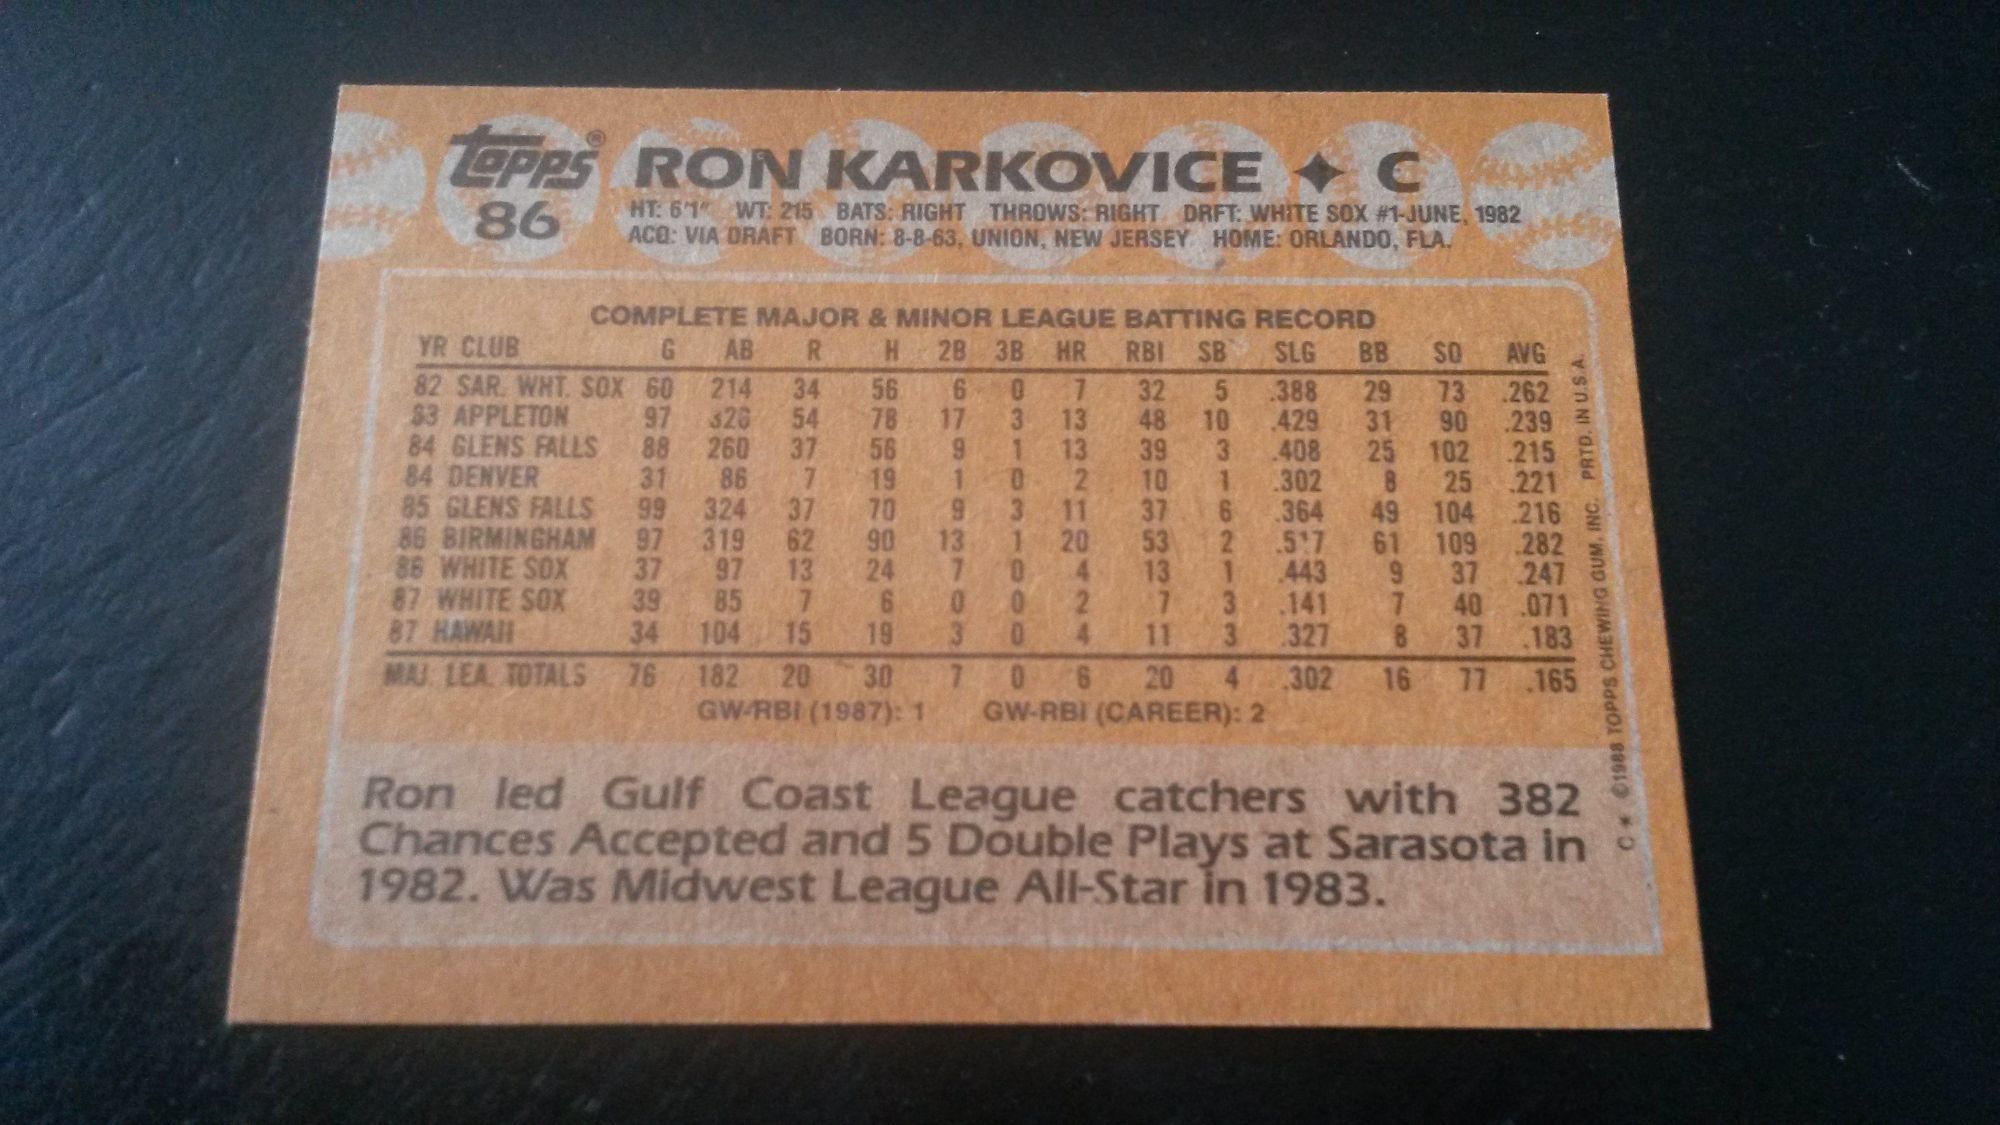 topps® RON KARKOVICE ✦ C
86 HT: 6'1" WT: 215 BATS: RIGHT THROWS: RIGHT DRFT: WHITE SOX #1-JUNE, 1982
ACQ: VIA DRAFT BORN: 8-8-63, UNION, NEW JERSEY HOME: ORLANDO, FLA.
COMPLETE MAJOR & MINOR LEAGUE BATTING RECORD
YR CLUB G AB R H 2B 3B HR RBI SB SLG BB SO AVG
82 SAR. WHT. SOX 60 214 34 56 6 0 7 32 5 .388 29 73 .262
83 APPLETON 97 326 54 78 17 3 13 48 10 .429 31 90 .239
84 GLENS FALLS 88 260 37 56 9 1 13 39 3 .408 25 102 .215
84 DENVER 31 86 7 19 1 0 2 10 1 .302 8 25 .221
85 GLENS FALLS 99 324 37 70 9 3 11 37 6 .364 49 104 .216
86 BIRMINGHAM 97 319 62 90 13 1 20 53 2 .517 61 109 .282
86 WHITE SOX 37 97 13 24 7 0 4 13 1 .443 9 37 .247
87 WHITE SOX 39 85 7 6 0 0 2 7 3 .141 7 40 .071
87 HAWAII 34 104 15 19 3 0 4 11 3 .327 8 37 .183
MAJ. LEA. TOTALS 76 182 20 30 7 0 6 20 4 .302 16 77 .165
GW-RBI (1987): 1 GW-RBI (CAREER): 2
Ron led Gulf Coast League catchers with 382
Chances Accepted and 5 Double Plays at Sarasota in
1982. Was Midwest League All-Star in 1983.
C* ©1988 TOPPS CHEWING GUM, INC. PRTD. IN U.S.A.